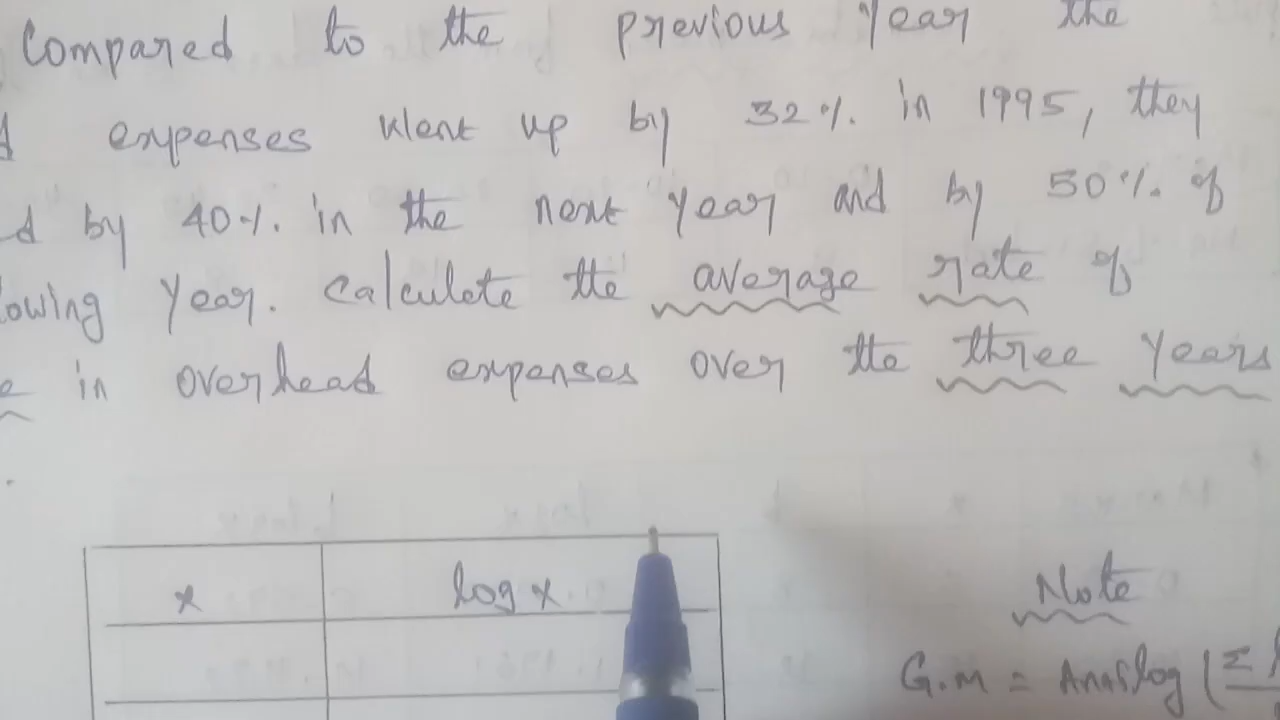 Compared to the previous year the
expenses went up by 32%. in 1995, they
by 40%. in the next year and by 50%. of
owing year. Calculate the average rate of
e in overhead expenses over the three years
x log x
Note
G.M = Antilog (Σ